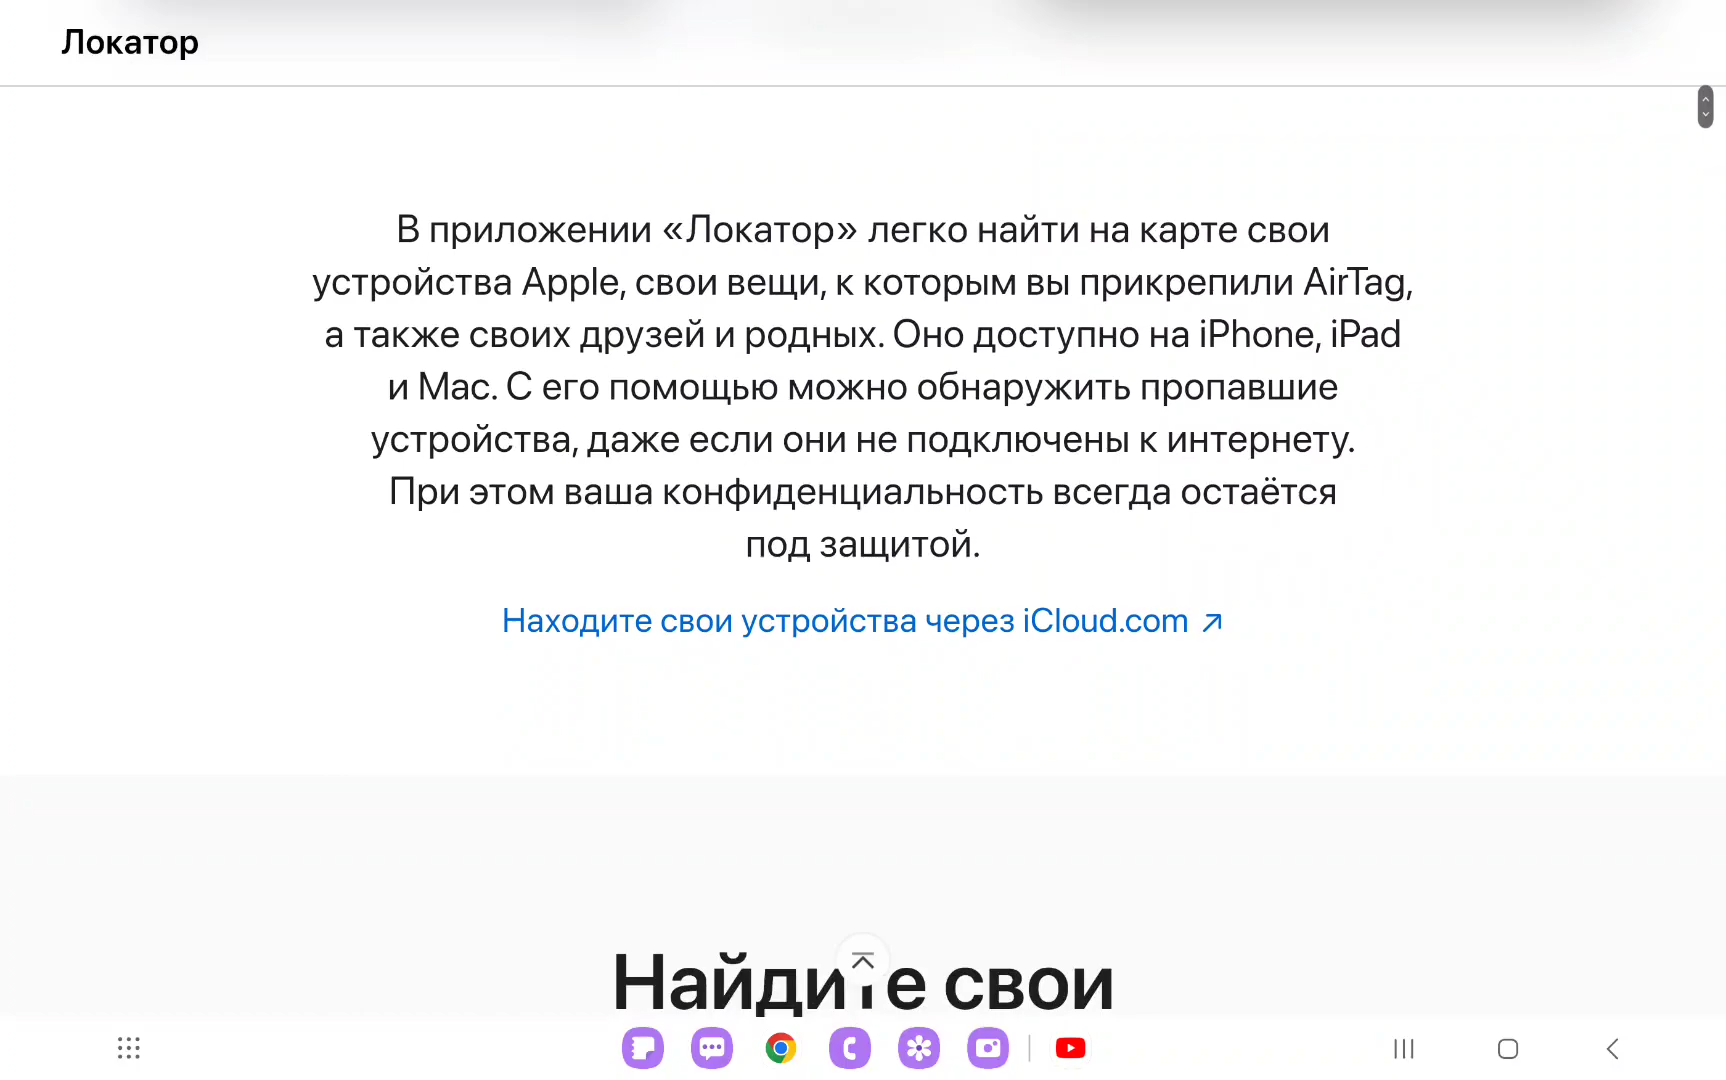 Локатор
В приложении «Локатор» легко найти на карте свои
устройства Apple, свои вещи, к которым вы прикрепили AirTag,
а также своих друзей и родных. Оно доступно на iPhone, iPad
и Mac. С его помощью можно обнаружить пропавшие
устройства, даже если они не подключены к интернету.
При этом ваша конфиденциальность всегда остаётся
под защитой.
Находите свои устройства через iCloud.com ↗
Найдите свои